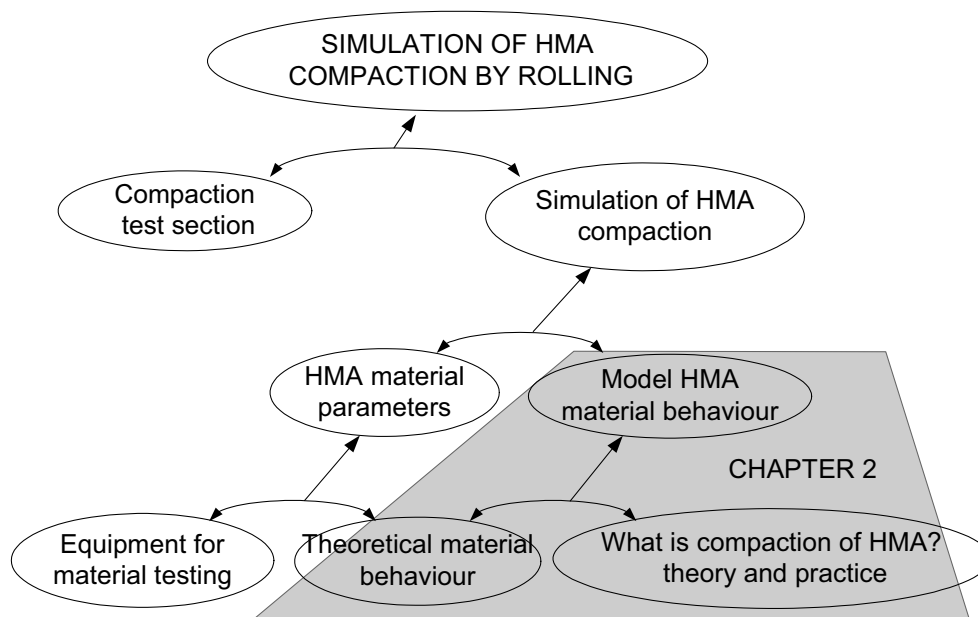 SIMULATION OF HMA
COMPACTION BY ROLLING
Compaction
test section
Simulation of HMA
compaction
HMA material
parameters
Model HMA
material behaviour
CHAPTER 2
Equipment for
material testing
Theoretical material
behaviour
What is compaction of HMA?
theory and practice